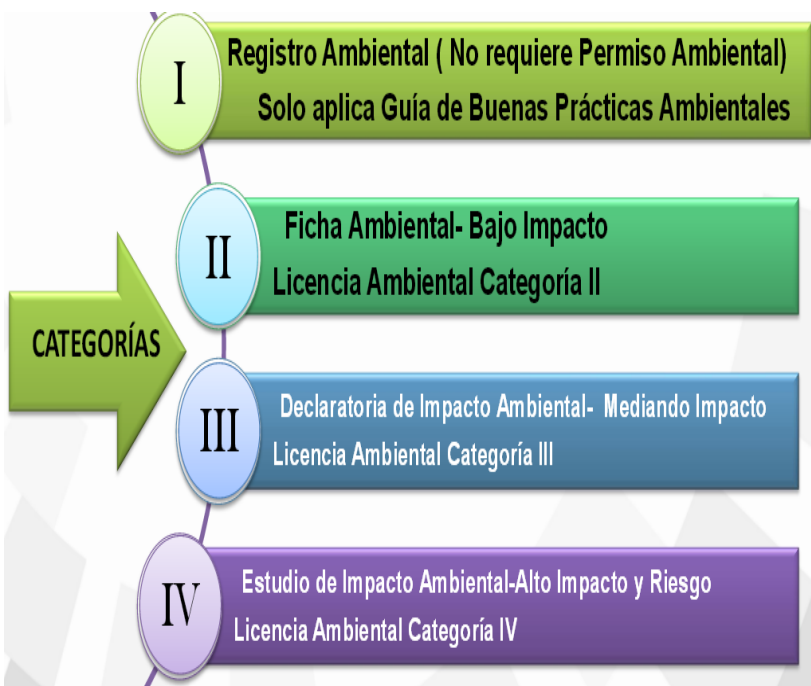 I
Registro Ambiental ( No requiere Permiso Ambiental)
Solo aplica Guía de Buenas Prácticas Ambientales
II
Ficha Ambiental- Bajo Impacto
Licencia Ambiental Categoría II
CATEGORÍAS
III
Declaratoria de Impacto Ambiental- Mediando Impacto
Licencia Ambiental Categoría III
IV
Estudio de Impacto Ambiental-Alto Impacto y Riesgo
Licencia Ambiental Categoría IV